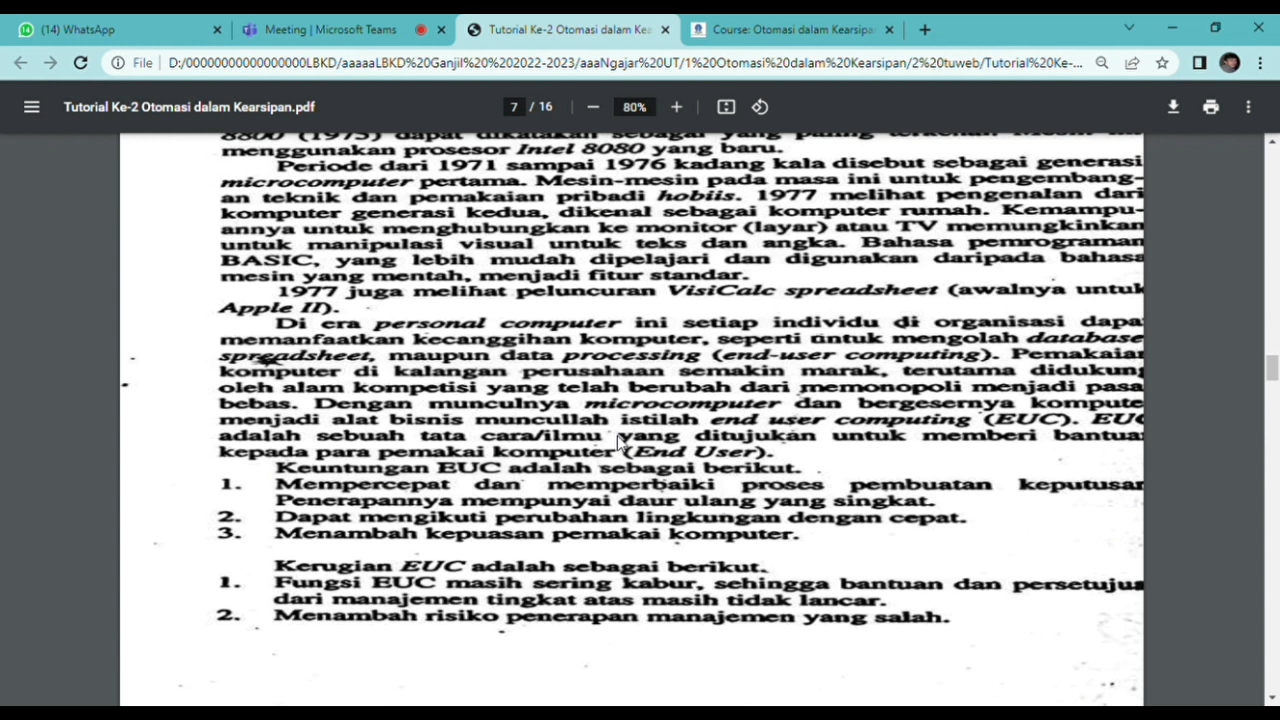 (14) WhatsApp
Meeting | Microsoft Teams
Tutorial Ke-2 Otomasi dalam Kea
Course: Otomasi dalam Kearsipa
File
D:/00000000000000000LBKD/aaaaaLBKD%20Ganjil%20%202022-2023/aaaNgajar%20UT/1%20Otomasi%20dalam%20Kearsipan/2%20tuweb/Tutorial%20Ke-...
Tutorial Ke-2 Otomasi dalam Kearsipan.pdf
7 / 16
80%
8800 (1975) dapat dikatakan sebagai yang paling
menggunakan prosesor Intel 8080 yang baru.
Periode dari 1971 sampai 1976 kadang kala disebut sebagai generasi
microcomputer pertama. Mesin-mesin pada masa ini untuk pengembang-
an teknik dan pemakaian pribadi hobiis. 1977 melihat pengenalan dari
komputer generasi kedua, dikenal sebagai komputer rumah. Kemampu-
annya untuk menghubungkan ke monitor (layar) atau TV memungkinkan
untuk manipulasi visual untuk teks dan angka. Bahasa pemrograman
BASIC, yang lebih mudah dipelajari dan digunakan daripada bahasa
mesin yang mentah, menjadi fitur standar.
1977 juga melihat peluncuran VisiCalc spreadsheet (awalnya untuk
Apple II).
Di era personal computer ini setiap individu di organisasi dapa
memanfaatkan kecanggihan komputer, seperti untuk mengolah database
spreadsheet, maupun data processing (end-user computing). Pemakaian
komputer di kalangan perusahaan semakin marak, terutama didukung
oleh alam kompetisi yang telah berubah dari memonopoli menjadi pasa
bebas. Dengan munculnya microcomputer dan bergesernya kompute
menjadi alat bisnis muncullah istilah end user computing (EUC). EUC
adalah sebuah tata cara/ilmu yang ditujukan untuk memberi bantuan
kepada para pemakai komputer (End User).
Keuntungan EUC adalah sebagai berikut.
1. Mempercepat dan memperbaiki proses pembuatan keputusan
Penerapannya mempunyai daur ulang yang singkat.
2. Dapat mengikuti perubahan lingkungan dengan cepat.
3. Menambah kepuasan pemakai komputer.
Kerugian EUC adalah sebagai berikut.
1. Fungsi EUC masih sering kabur, sehingga bantuan dan persetujua
dari manajemen tingkat atas masih tidak lancar.
2. Menambah risiko penerapan manajemen yang salah.